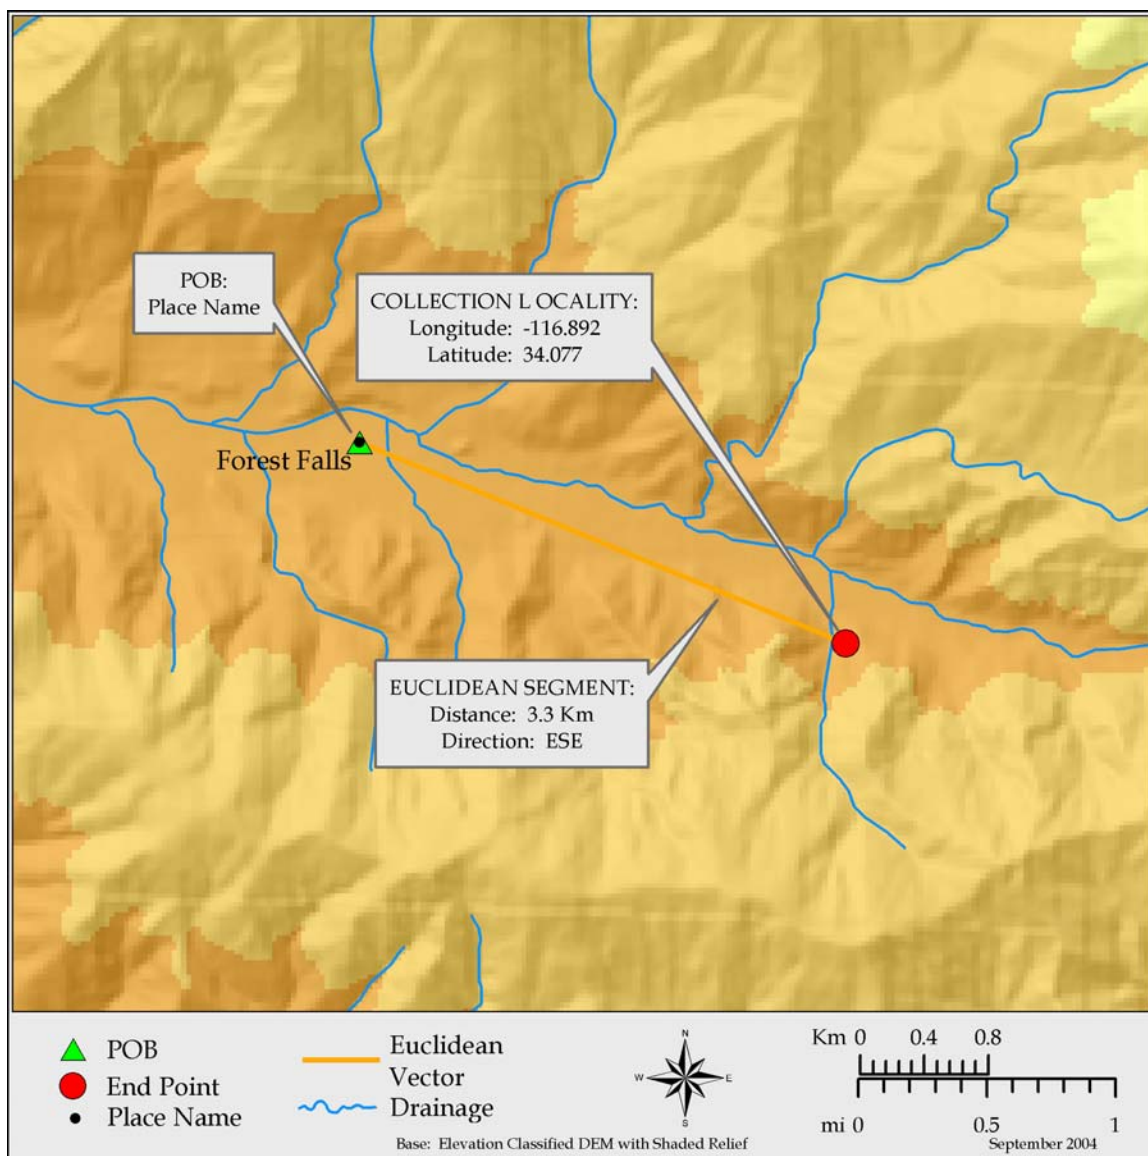 POB:
Place Name
COLLECTION L OCALITY:
Longitude: -116.892
Latitude: 34.077
Forest Falls
EUCLIDEAN SEGMENT:
Distance: 3.3 Km
Direction: ESE
POB
End Point
Place Name
Euclidean
Vector
Drainage
N
W E
S
Km 0 0.4 0.8
mi 0 0.5 1
Base: Elevation Classified DEM with Shaded Relief
September 2004